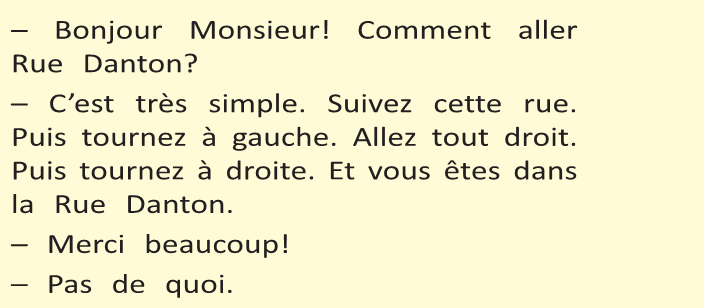 – Bonjour Monsieur! Comment aller
Rue Danton?
– C’est très simple. Suivez cette rue.
Puis tournez à gauche. Allez tout droit.
Puis tournez à droite. Et vous êtes dans
la Rue Danton.
– Merci beaucoup!
– Pas de quoi.